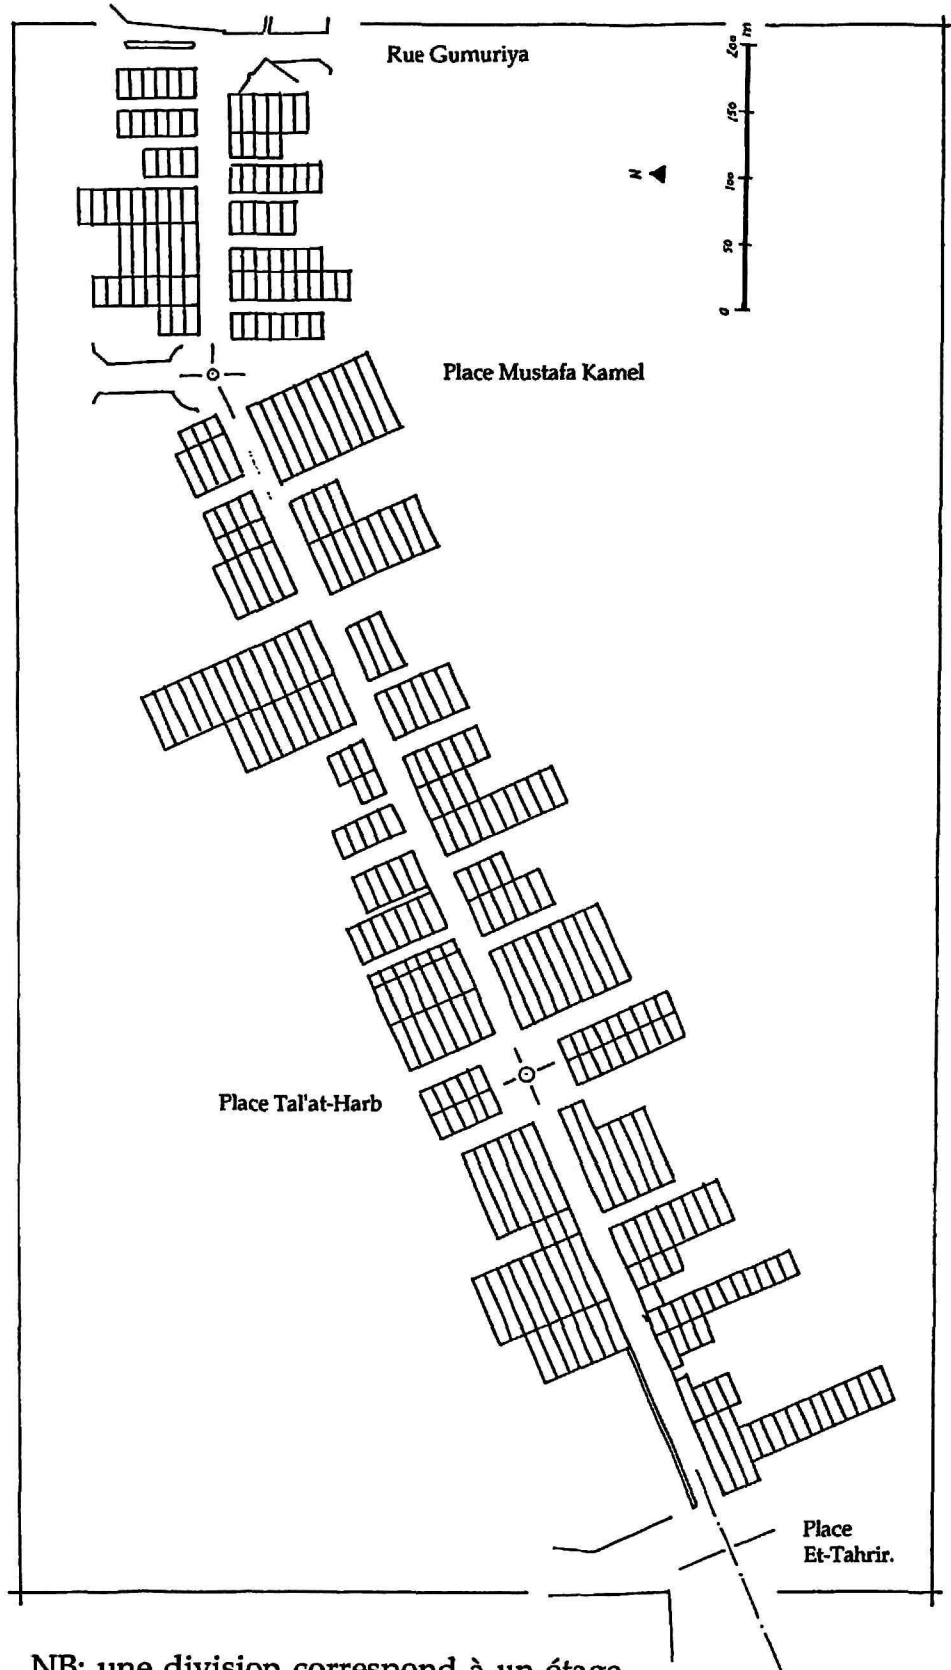 Rue Gumuriya
0 50 100 150 200 m
N
Place Mustafa Kamel
Place Tal'at-Harb
Place
Et-Tahrir.
NB: une division correspond à un étage